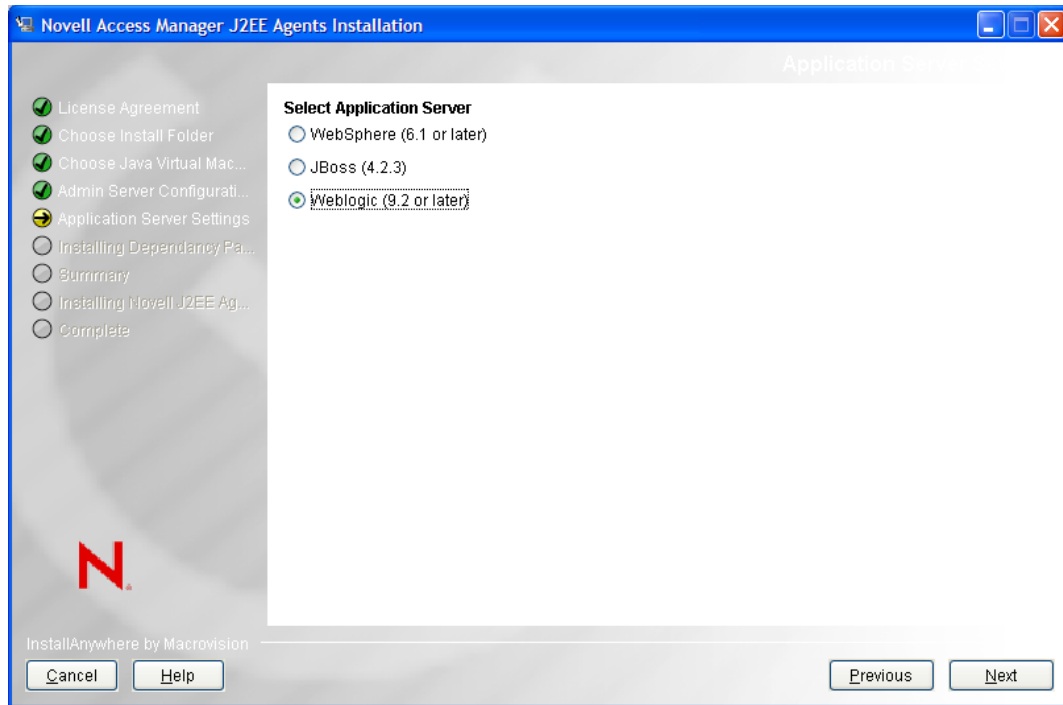 Novell Access Manager J2EE Agents Installation
Application Server
License Agreement
Choose Install Folder
Choose Java Virtual Mac...
Admin Server Configurati...
Application Server Settings
Installing Dependancy Pa...
Summary
Installing Novell J2EE Ag...
Complete
Select Application Server
WebSphere (6.1 or later)
JBoss (4.2.3)
Weblogic (9.2 or later)
N
InstallAnywhere by Macrovision
Cancel
Help
Previous
Next